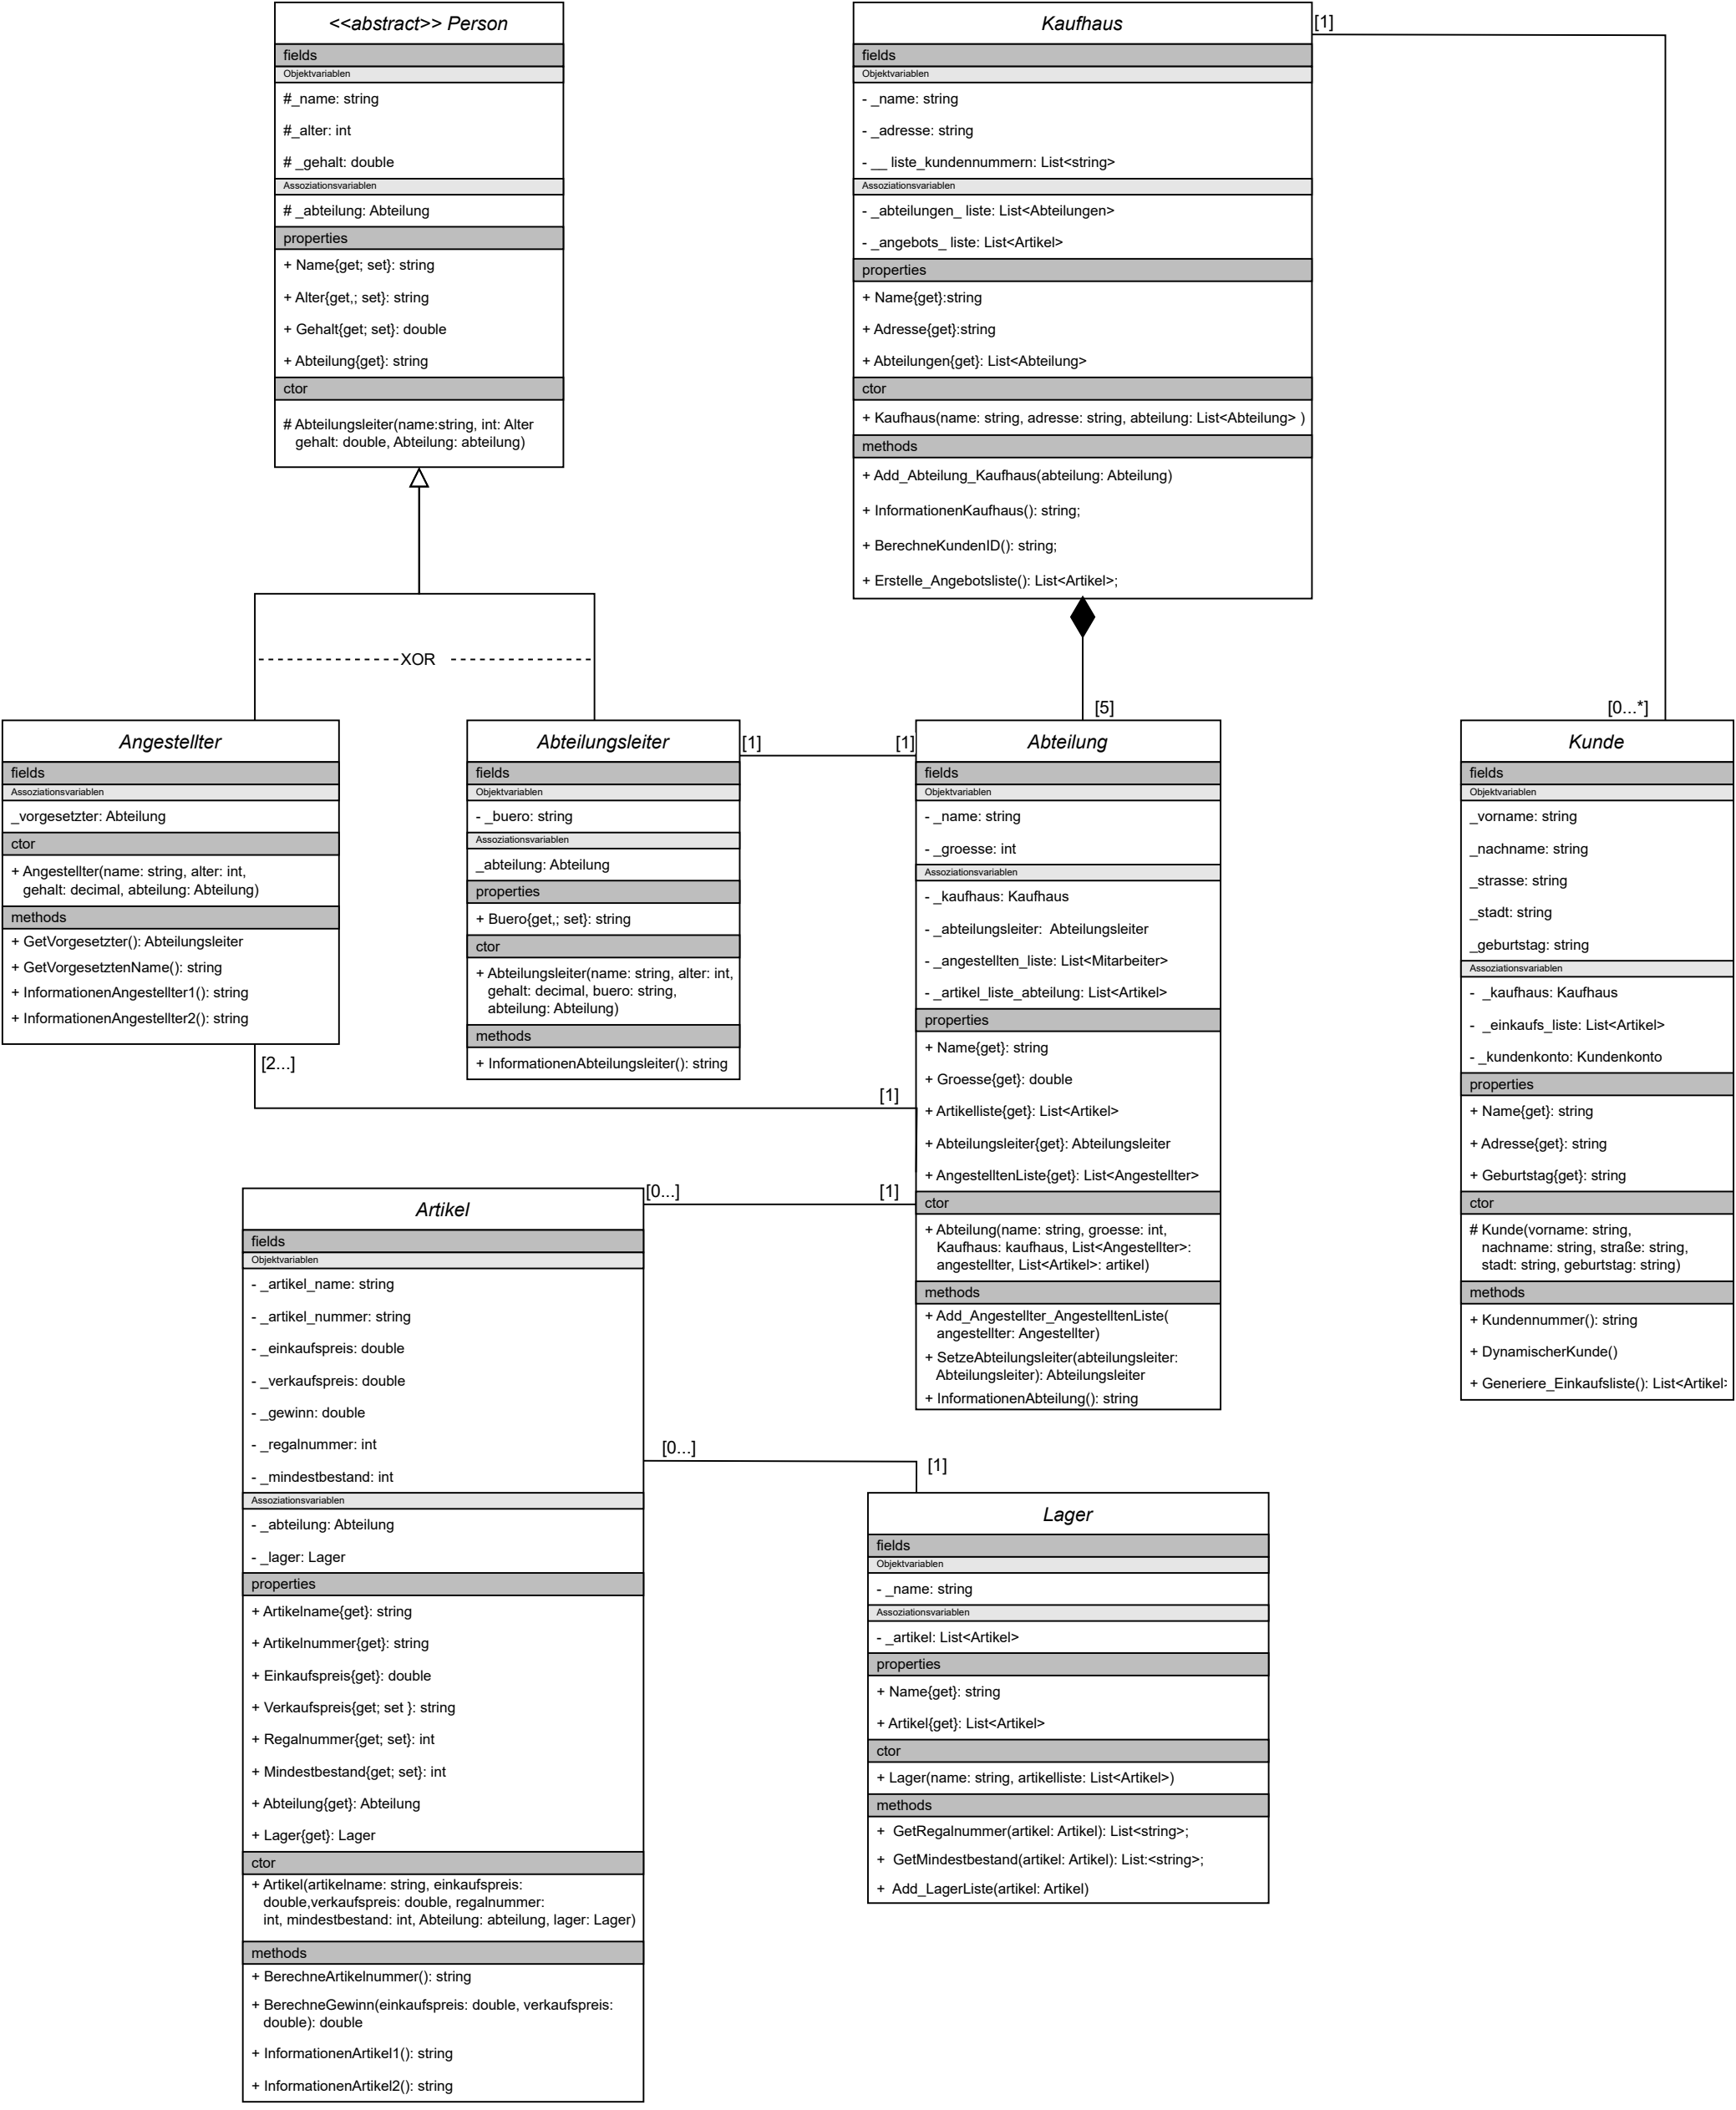 <<abstract>> Person
fields
Objektvariablen
#_name: string
#_alter: int
# _gehalt: double
Assoziationsvariablen
# _abteilung: Abteilung
properties
+ Name{get; set}: string
+ Alter{get,; set}: string
+ Gehalt{get; set}: double
+ Abteilung{get}: string
ctor
# Abteilungsleiter(name:string, int: Alter
gehalt: double, Abteilung: abteilung)
Kaufhaus
fields
Objektvariablen
- _name: string
- _adresse: string
- __ liste_kundennummern: List<string>
Assoziationsvariablen
- _abteilungen_ liste: List<Abteilungen>
- _angebots_ liste: List<Artikel>
properties
+ Name{get}:string
+ Adresse{get}:string
+ Abteilungen{get}: List<Abteilung>
ctor
+ Kaufhaus(name: string, adresse: string, abteilung: List<Abteilung> )
methods
+ Add_Abteilung_Kaufhaus(abteilung: Abteilung)
+ InformationenKaufhaus(): string;
+ BerechneKundenID(): string;
+ Erstelle_Angebotsliste(): List<Artikel>;
[1]
XOR
[5]
[0...*]
Angestellter
fields
Assoziationsvariablen
_vorgesetzter: Abteilung
ctor
+ Angestellter(name: string, alter: int,
gehalt: decimal, abteilung: Abteilung)
methods
+ GetVorgesetzter(): Abteilungsleiter
+ GetVorgesetztenName(): string
+ InformationenAngestellter1(): string
+ InformationenAngestellter2(): string
[2...]
Abteilungsleiter
fields
Objektvariablen
- _buero: string
Assoziationsvariablen
_abteilung: Abteilung
properties
+ Buero{get,; set}: string
ctor
+ Abteilungsleiter(name: string, alter: int,
gehalt: decimal, buero: string,
abteilung: Abteilung)
methods
+ InformationenAbteilungsleiter(): string
[1]
[1]
[1]
[1]
Abteilung
fields
Objektvariablen
- _name: string
- _groesse: int
Assoziationsvariablen
- _kaufhaus: Kaufhaus
- _abteilungsleiter:  Abteilungsleiter
- _angestellten_liste: List<Mitarbeiter>
- _artikel_liste_abteilung: List<Artikel>
properties
+ Name{get}: string
+ Groesse{get}: double
+ Artikelliste{get}: List<Artikel>
+ Abteilungsleiter{get}: Abteilungsleiter
+ AngestelltenListe{get}: List<Angestellter>
ctor
+ Abteilung(name: string, groesse: int,
Kaufhaus: kaufhaus, List<Angestellter>:
angestellter, List<Artikel>: artikel)
methods
+ Add_Angestellter_AngestelltenListe(
angestellter: Angestellter)
+ SetzeAbteilungsleiter(abteilungsleiter:
Abteilungsleiter): Abteilungsleiter
+ InformationenAbteilung(): string
Kunde
fields
Objektvariablen
_vorname: string
_nachname: string
_strasse: string
_stadt: string
_geburtstag: string
Assoziationsvariablen
-  _kaufhaus: Kaufhaus
-  _einkaufs_liste: List<Artikel>
- _kundenkonto: Kundenkonto
properties
+ Name{get}: string
+ Adresse{get}: string
+ Geburtstag{get}: string
ctor
# Kunde(vorname: string,
nachname: string, straße: string,
stadt: string, geburtstag: string)
methods
+ Kundennummer(): string
+ DynamischerKunde()
+ Generiere_Einkaufsliste(): List<Artikel>
[0...]
Artikel
fields
Objektvariablen
- _artikel_name: string
- _artikel_nummer: string
- _einkaufspreis: double
- _verkaufspreis: double
- _gewinn: double
- _regalnummer: int
- _mindestbestand: int
Assoziationsvariablen
- _abteilung: Abteilung
- _lager: Lager
properties
+ Artikelname{get}: string
+ Artikelnummer{get}: string
+ Einkaufspreis{get}: double
+ Verkaufspreis{get; set }: string
+ Regalnummer{get; set}: int
+ Mindestbestand{get; set}: int
+ Abteilung{get}: Abteilung
+ Lager{get}: Lager
ctor
+ Artikel(artikelname: string, einkaufspreis:
double,verkaufspreis: double, regalnummer:
int, mindestbestand: int, Abteilung: abteilung, lager: Lager)
methods
+ BerechneArtikelnummer(): string
+ BerechneGewinn(einkaufspreis: double, verkaufspreis:
double): double
+ InformationenArtikel1(): string
+ InformationenArtikel2(): string
[0...]
[1]
Lager
fields
Objektvariablen
- _name: string
Assoziationsvariablen
- _artikel: List<Artikel>
properties
+ Name{get}: string
+ Artikel{get}: List<Artikel>
ctor
+ Lager(name: string, artikelliste: List<Artikel>)
methods
+  GetRegalnummer(artikel: Artikel): List<string>;
+  GetMindestbestand(artikel: Artikel): List:<string>;
+  Add_LagerListe(artikel: Artikel)